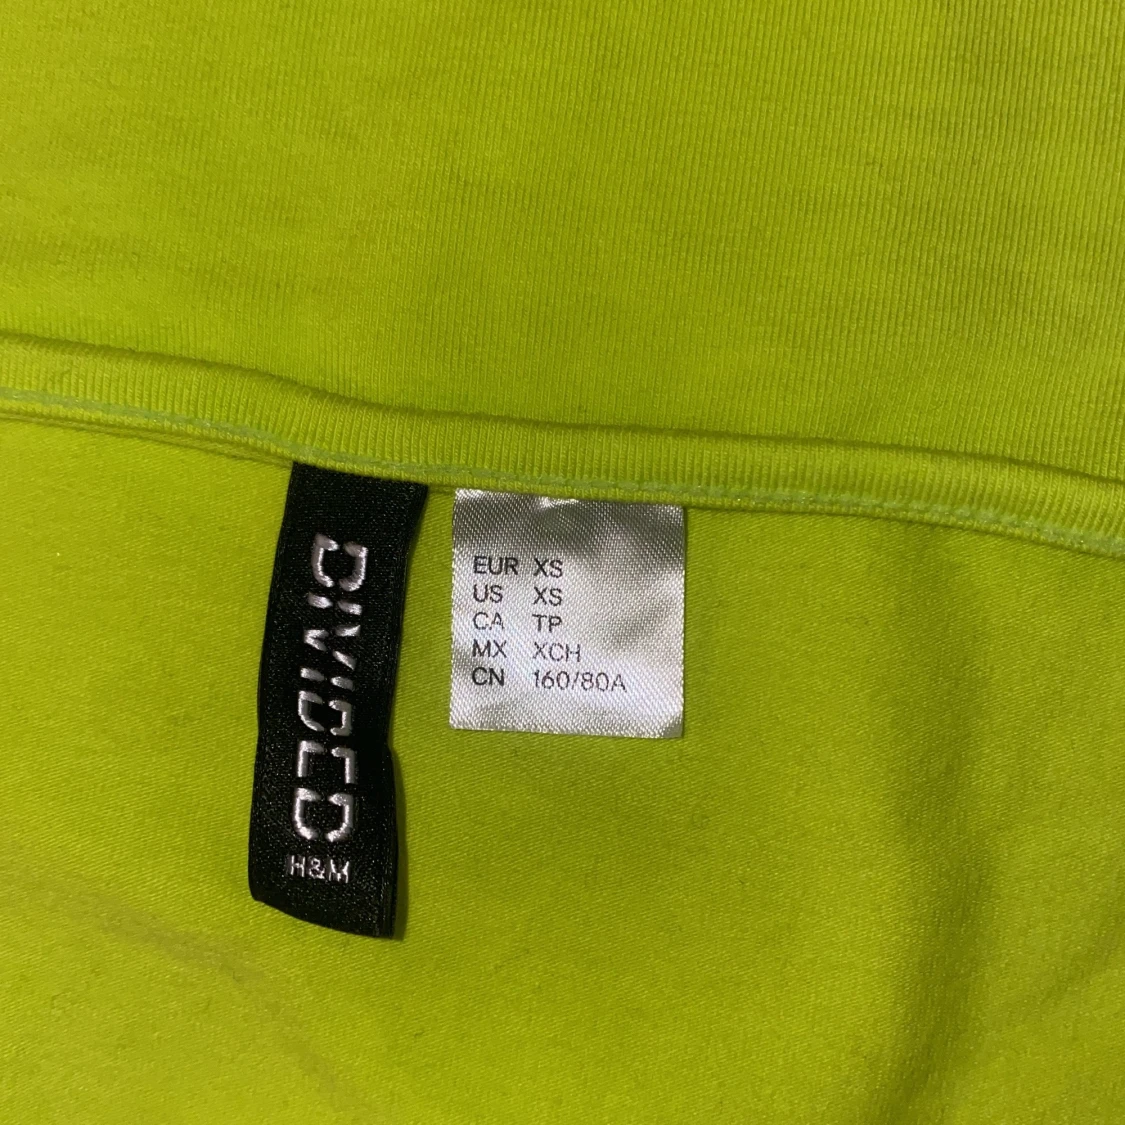 DIVIDED
H&M
EUR XS
US XS
CA TP
MX XCH
CN 160/80A